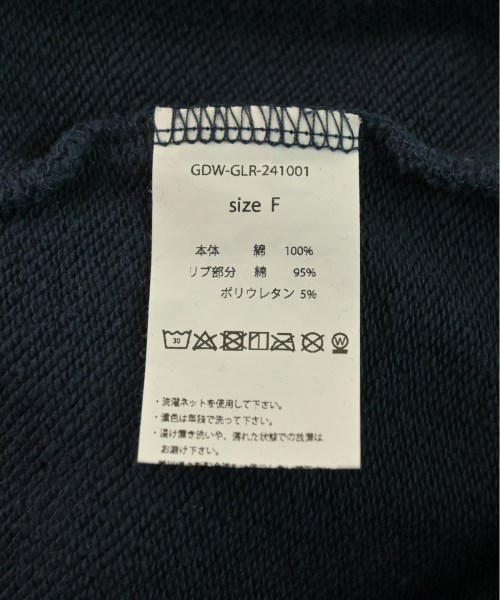 GDW-GLR-241001
size F
本体 綿 100%
リブ部分 綿 95%
ポリウレタン 5%
30
W
・洗濯ネットを使用して下さい。
・濃色は単独で洗って下さい。
・浸け置き洗いや、濡れた状態での放置は
お避け下さい。